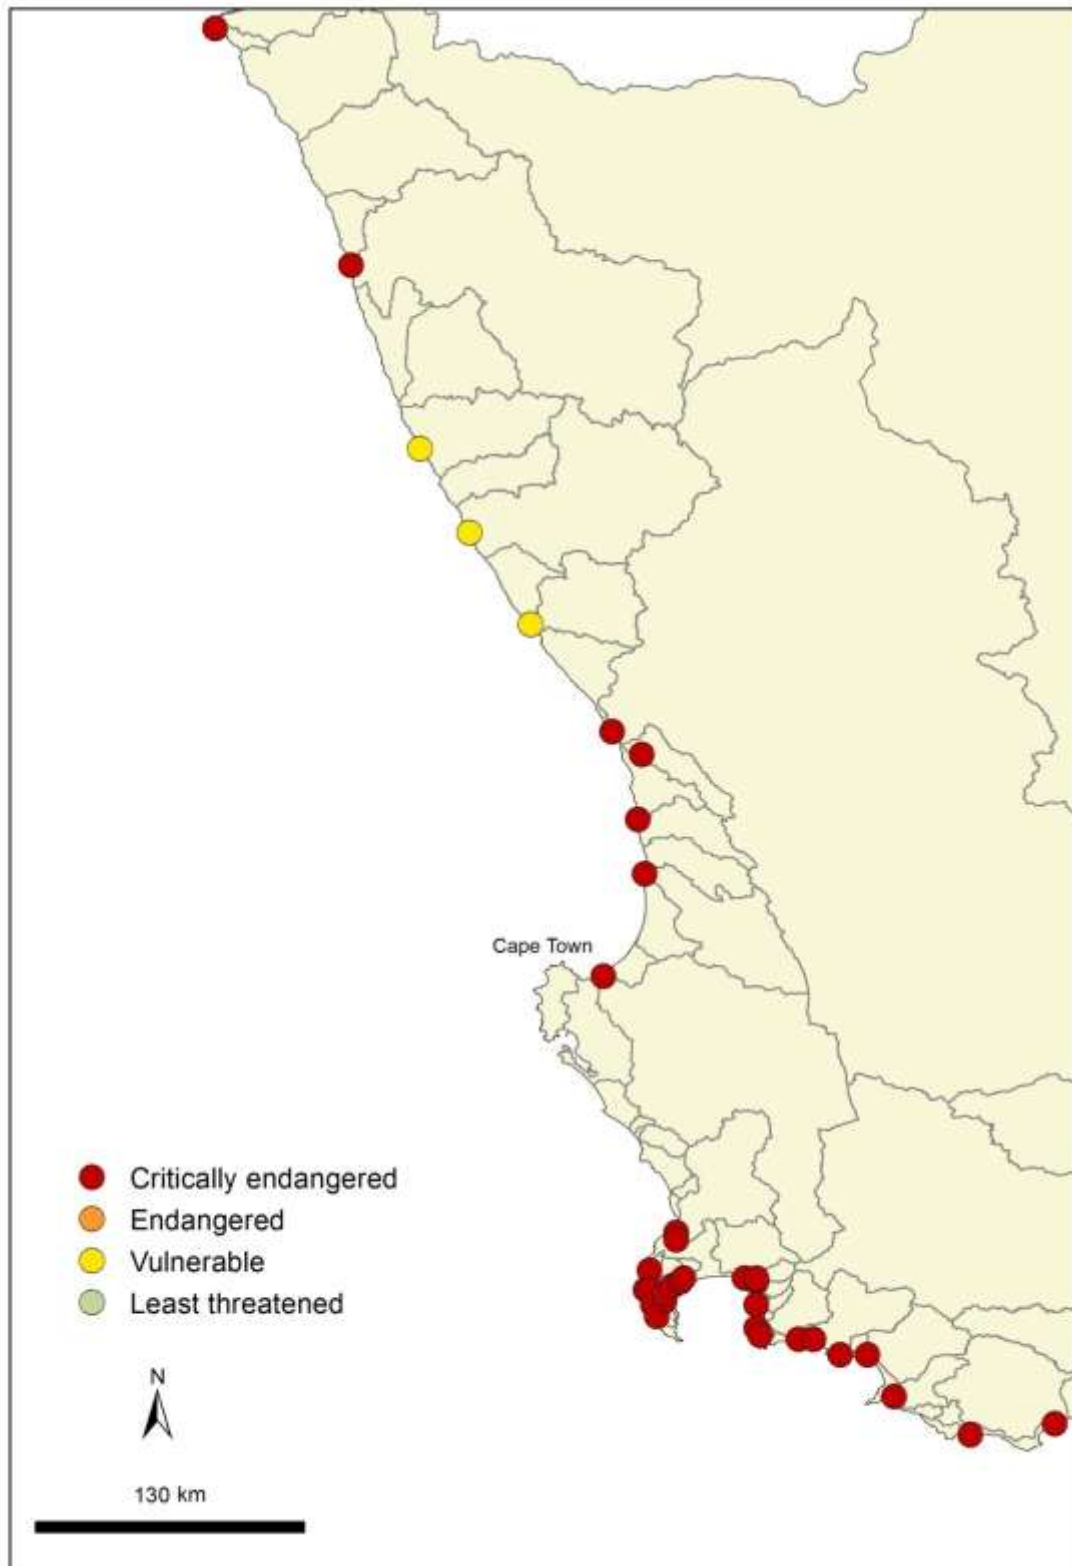 Cape Town
Critically endangered
Endangered
Vulnerable
Least threatened
N
130 km